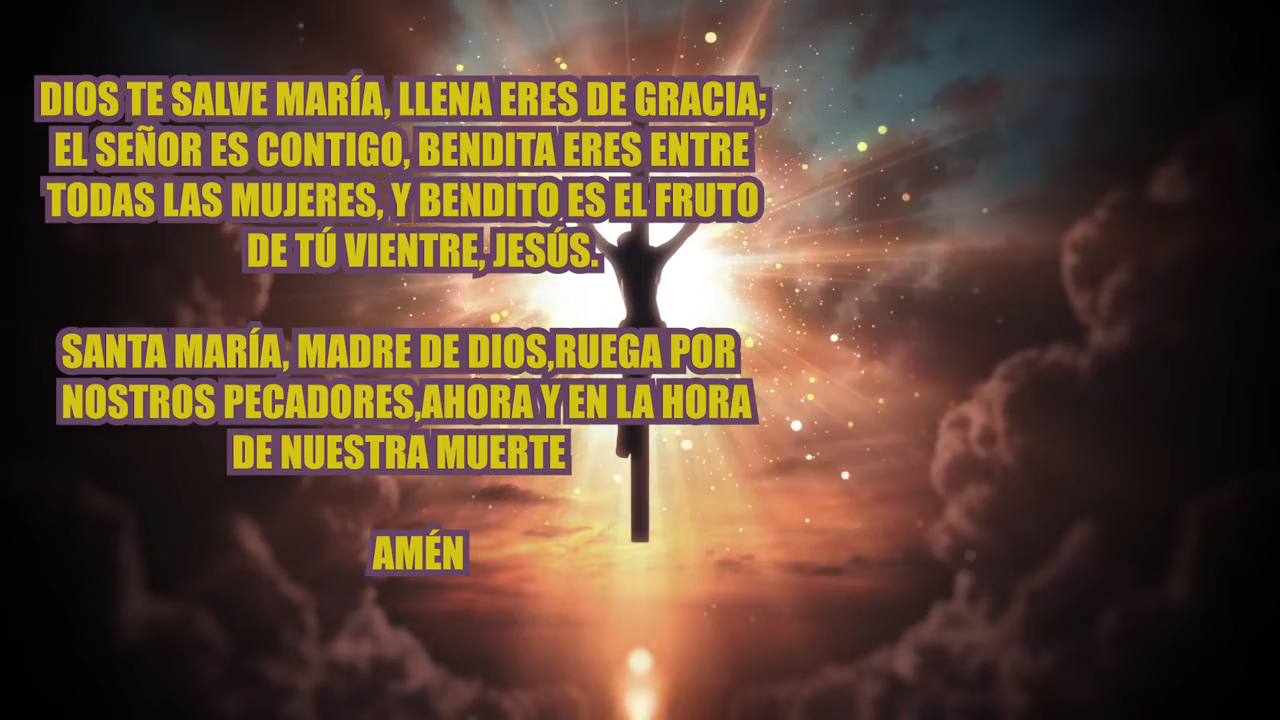 DIOS TE SALVE MARÍA, LLENA ERES DE GRACIA;
EL SEÑOR ES CONTIGO, BENDITA ERES ENTRE
TODAS LAS MUJERES, Y BENDITO ES EL FRUTO
DE TÚ VIENTRE, JESÚS.
SANTA MARÍA, MADRE DE DIOS,RUEGA POR
NOSTROS PECADORES,AHORA Y EN LA HORA
DE NUESTRA MUERTE
AMÉN